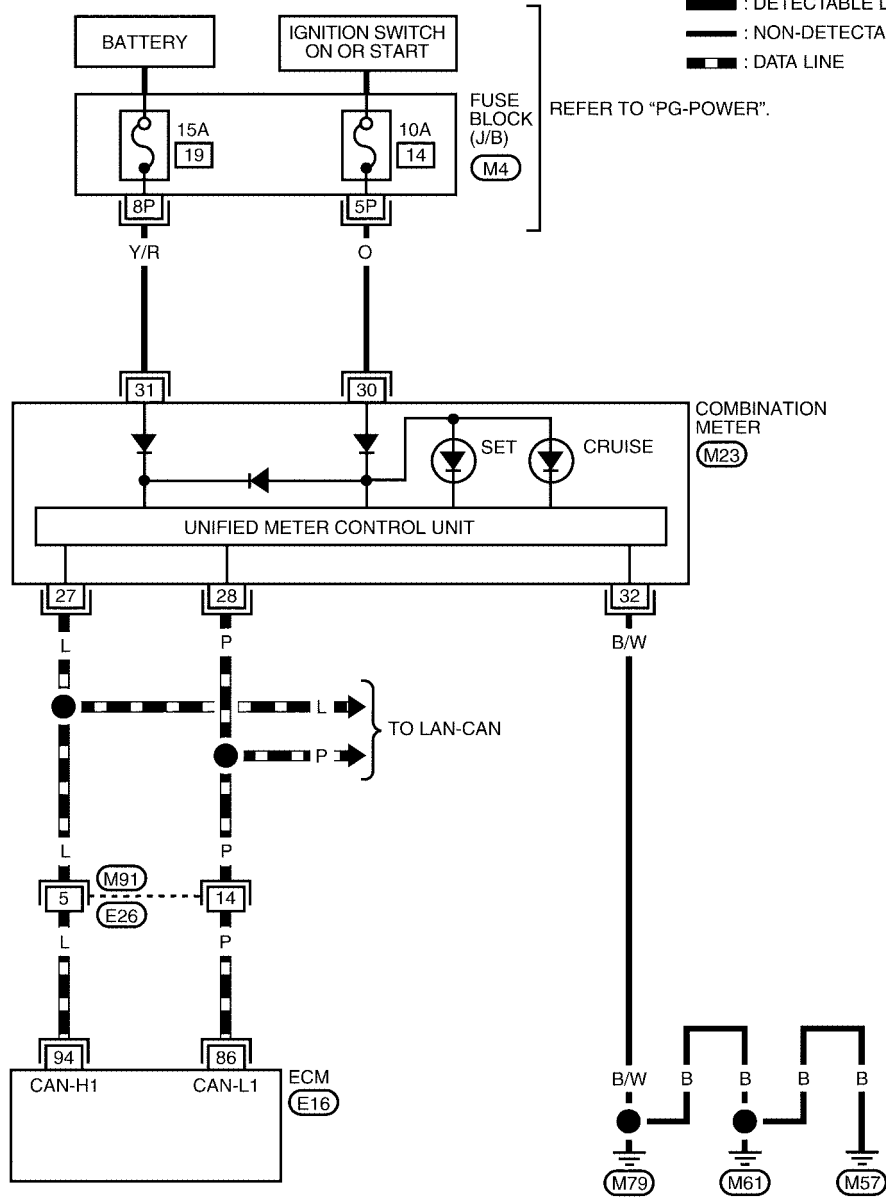 : DETECTABLE L
: NON-DETECTA
: DATA LINE
BATTERY
IGNITION SWITCH
ON OR START
FUSE
BLOCK
(J/B)
M4
REFER TO “PG-POWER”.
15A
19
10A
14
8P
5P
Y/R
O
31
30
COMBINATION
METER
M23
SET
CRUISE
UNIFIED METER CONTROL UNIT
27
28
32
L
P
B/W
L
P
TO LAN-CAN
L
P
M91
5
14
E26
L
P
94
86
CAN-H1
CAN-L1
ECM
E16
B/W
B
B
B
B
M79
M61
M57